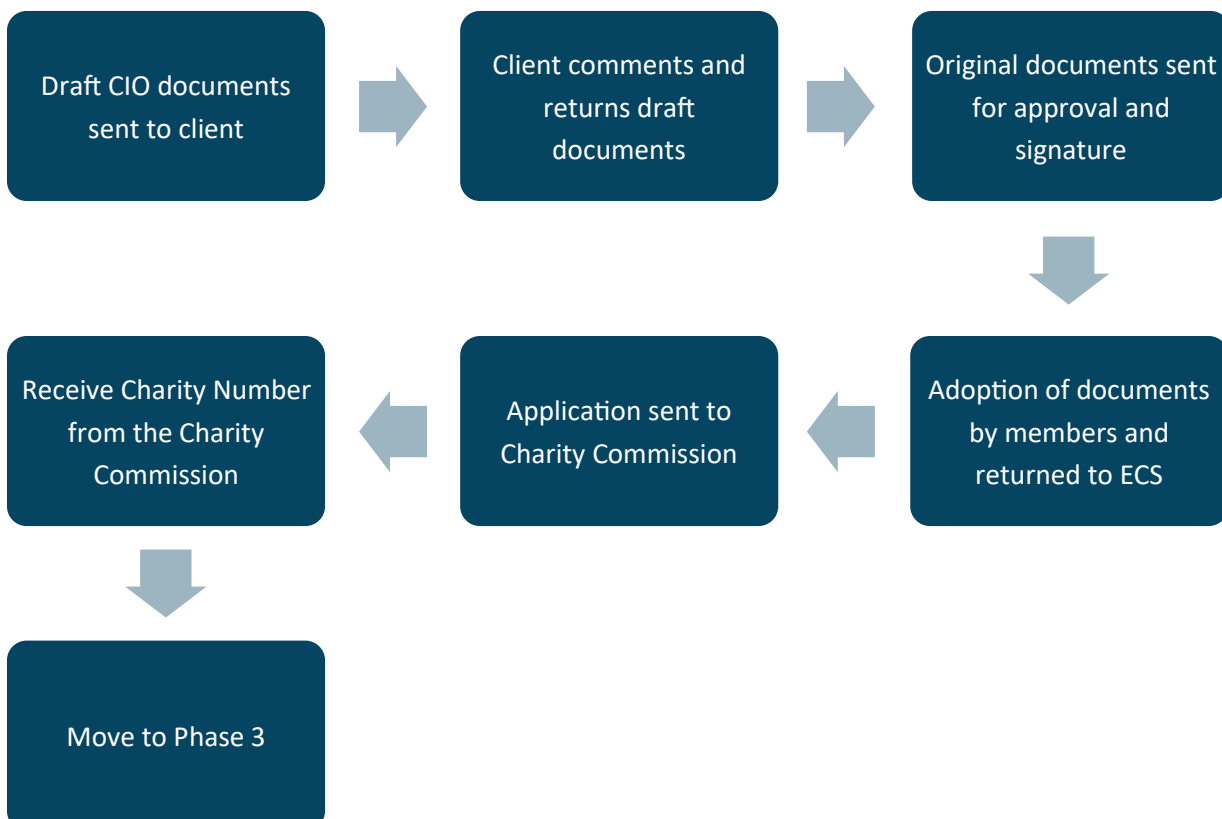 Draft CIO documents
sent to client
Client comments and
returns draft
documents
Original documents sent
for approval and
signature
Adoption of documents
by members and
returned to ECS
Application sent to
Charity Commission
Receive Charity Number
from the Charity
Commission
Move to Phase 3